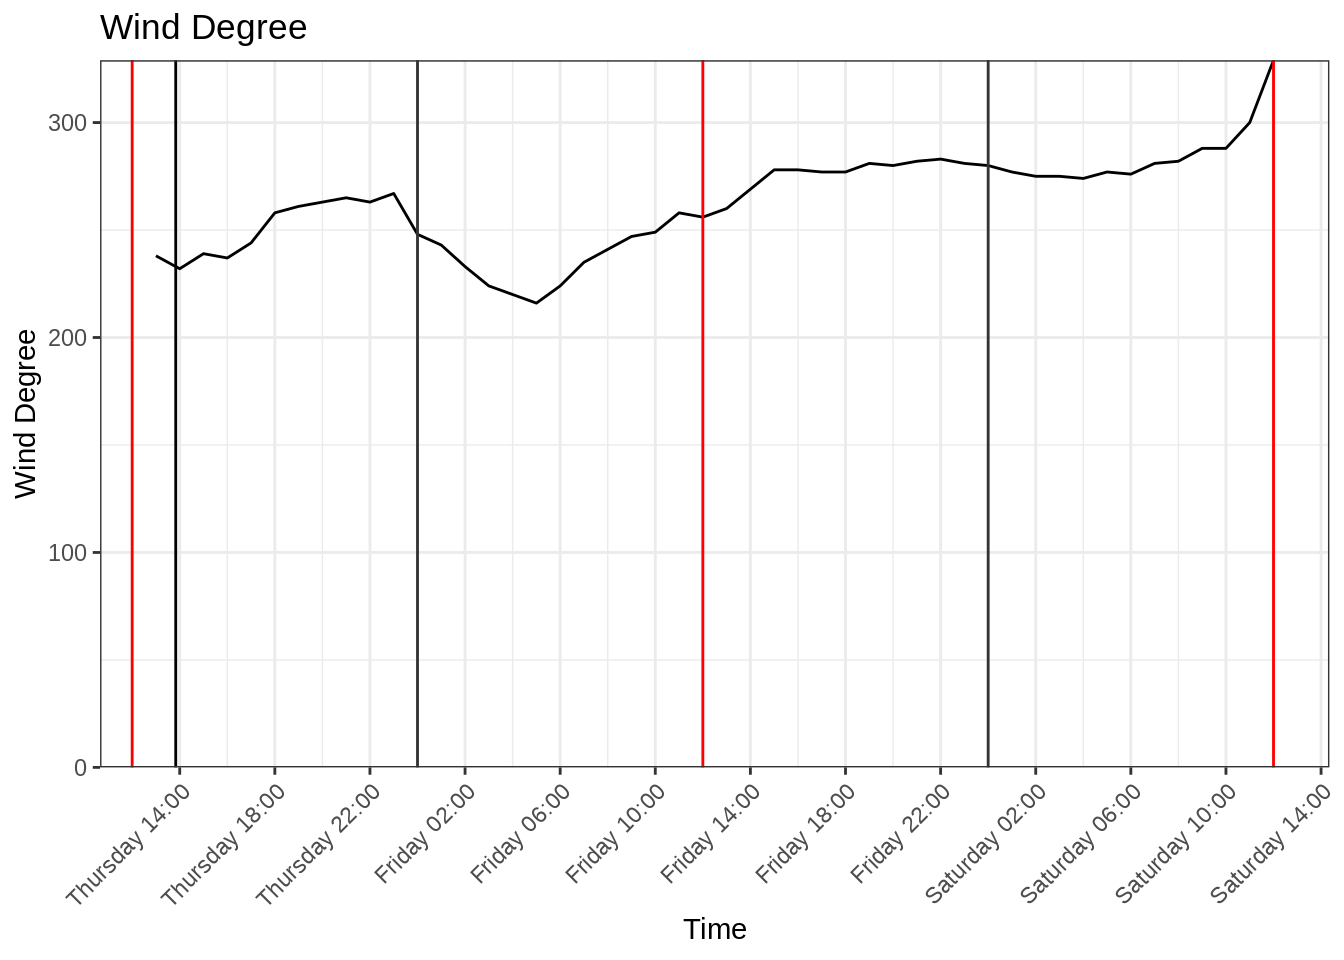 Wind Degree
Wind Degree
300
200
100
0
Thursday 14:00
Thursday 18:00
Thursday 22:00
Friday 02:00
Friday 06:00
Friday 10:00
Friday 14:00
Friday 18:00
Friday 22:00
Saturday 02:00
Saturday 06:00
Saturday 10:00
Saturday 14:00
Time